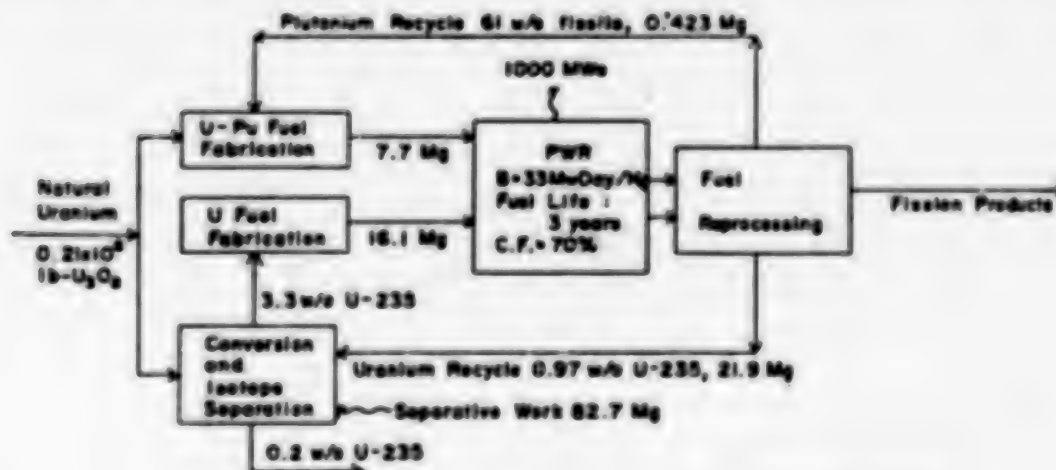 Plutonium Recycle 61 w/o fissile, 0.423 Mg
1000 MWe
U-Pu Fuel
Fabrication
7.7 Mg
PWR
B=33MwDay/
Fuel Life:
3 years
C.F.=70%
Fuel
Reprocessing
Fission Products
Natural
Uranium
0.21x10⁶
lb-U₃O₈
U Fuel
Fabrication
16.1 Mg
3.3 w/o U-235
Conversion
and
Isotope
Separation
Uranium Recycle 0.97 w/o U-235, 21.9 Mg
Separative Work 82.7 Mg
0.2 w/o U-235